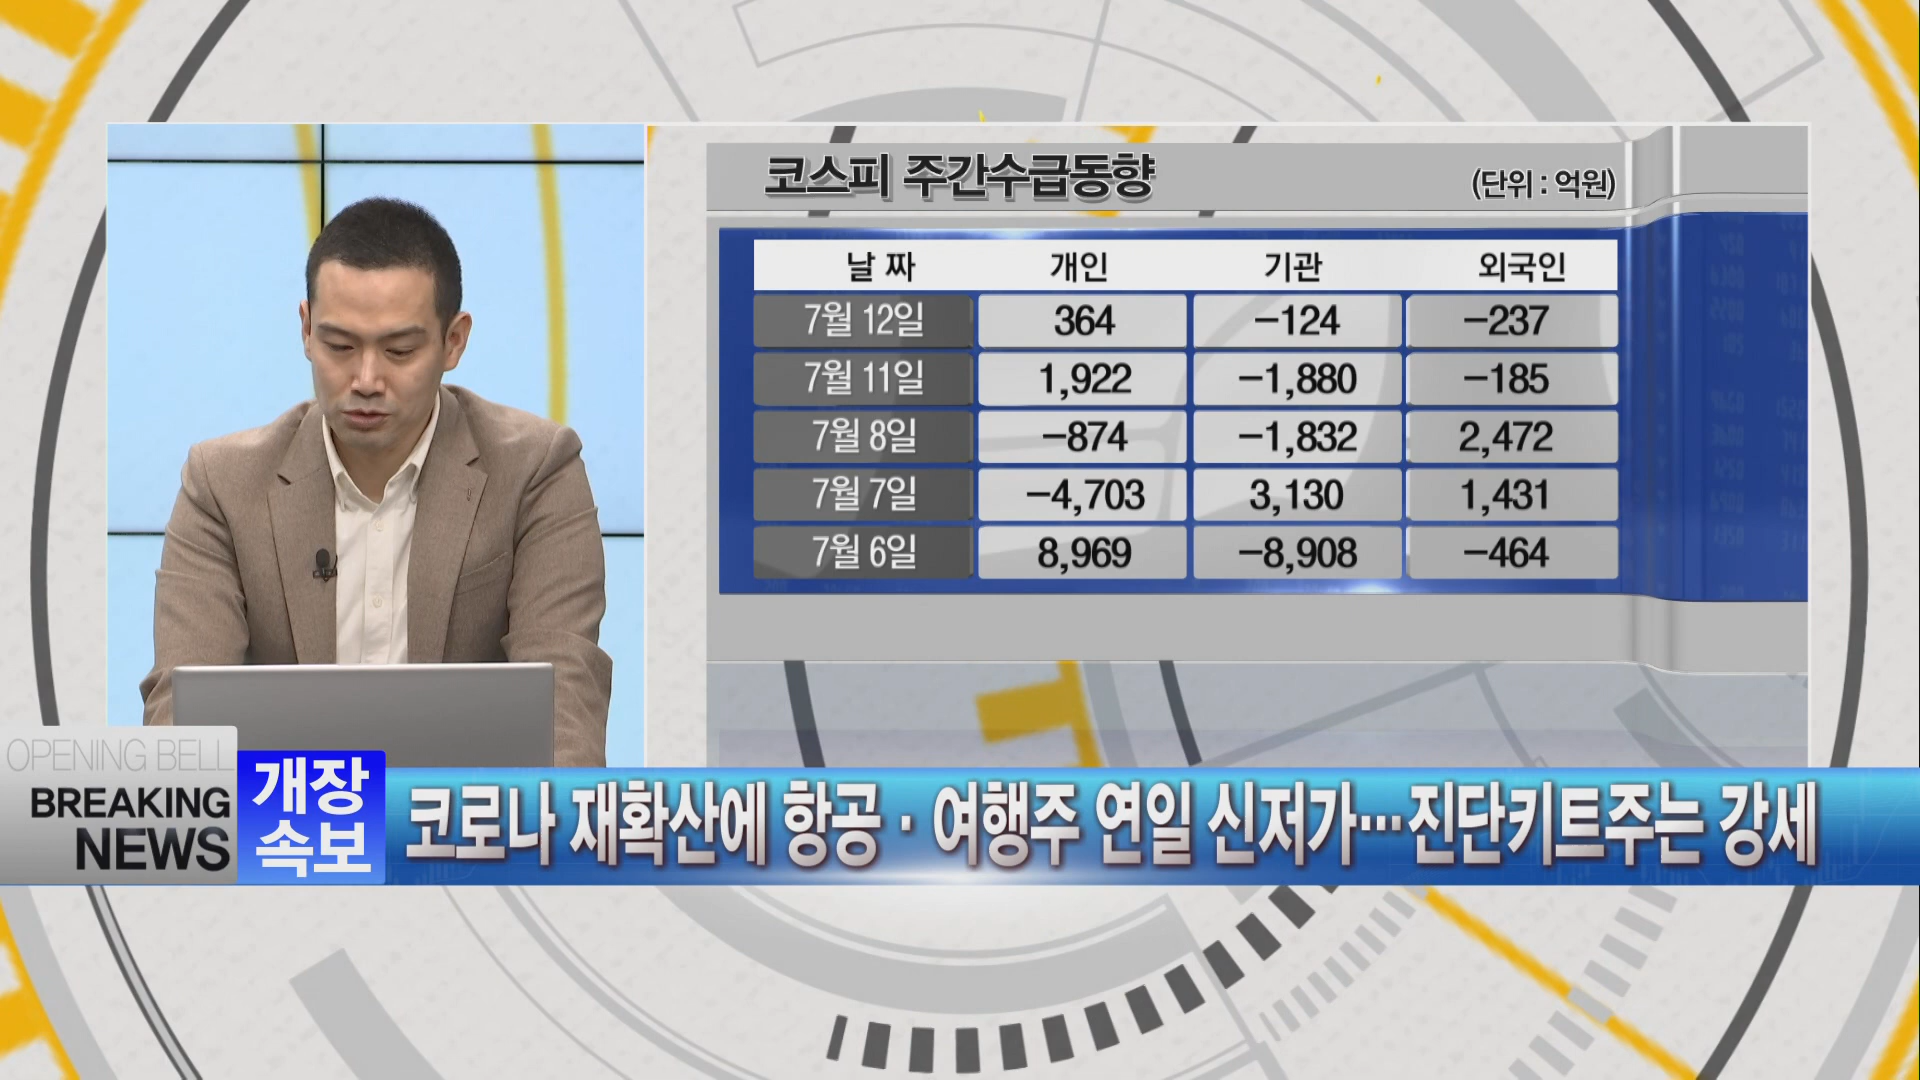 코스피 주간수급동향
(단위 : 억원)
날 짜 개인 기관 외국인
7월 12일 364 -124 -237
7월 11일 1,922 -1,880 -185
7월 8일 -874 -1,832 2,472
7월 7일 -4,703 3,130 1,431
7월 6일 8,969 -8,908 -464
OPENING BELL
BREAKING
NEWS
개장
속보
코로나 재확산에 항공 · 여행주 연일 신저가…진단키트주는 강세